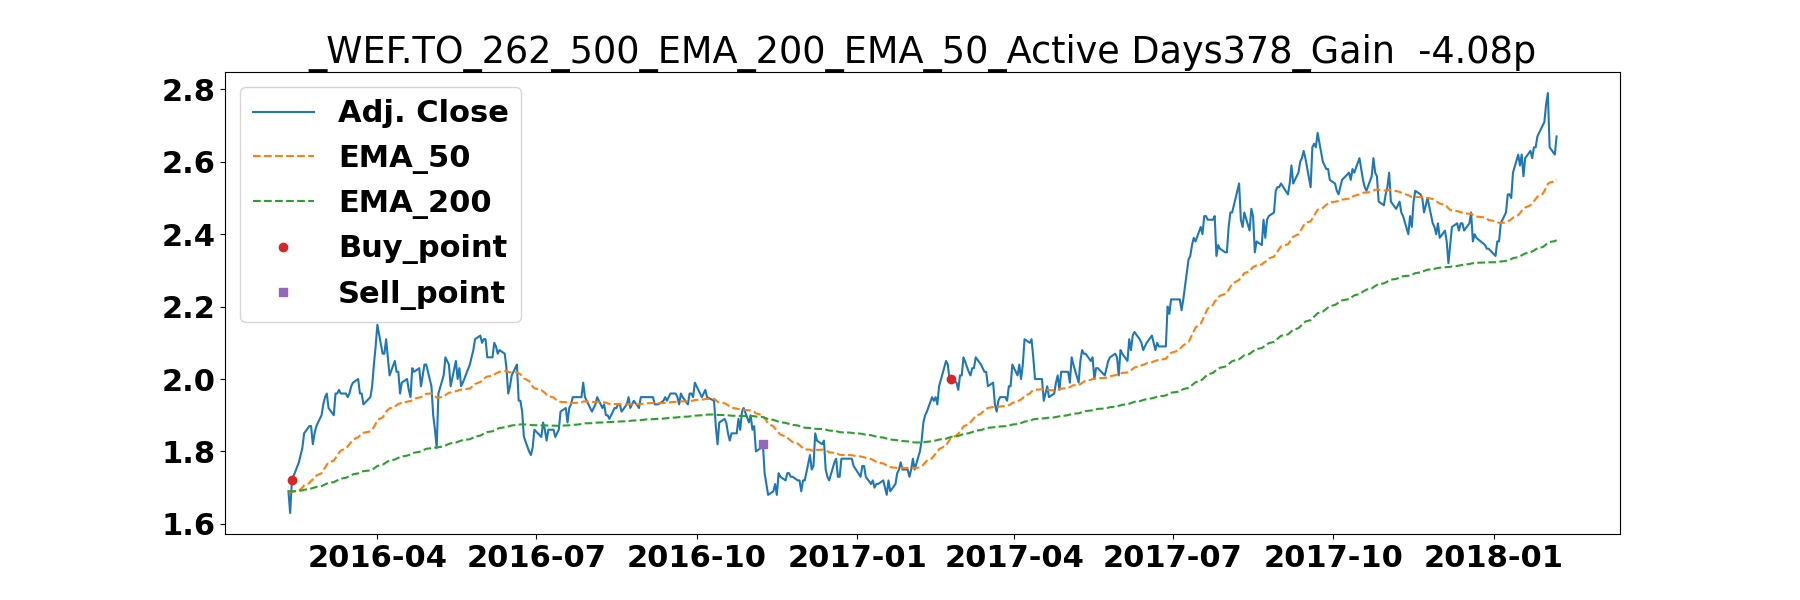 _WEF.TO_262_500_EMA_200_EMA_50_Active Days378_Gain  -4.08p
2.8
2.6
2.4
2.2
2.0
1.8
1.6
Adj. Close
EMA_50
EMA_200
Buy_point
Sell_point
2016-04 2016-07 2016-10 2017-01 2017-04 2017-07 2017-10 2018-01